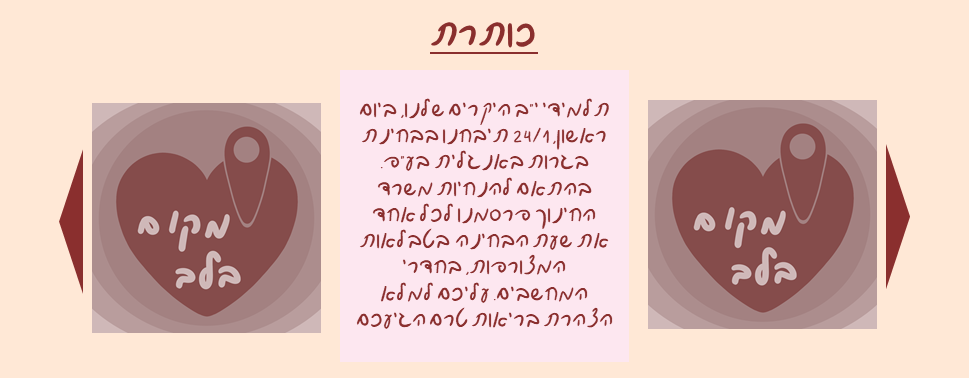 כותרת
תלמידי י"ב היקרים שלנו, ביום
ראשון, 24/1 תיבחנו בבחינת
בגרות באנגלית בע"פ.
בהתאם להנחיות משרד
החינוך פרסמנו לכל אחד
את שעת הבחינה בטבלאות
המצורפות, בחדרי
המחשבים. עליכם למלא
הצהרת בריאות טרם הגיעכם
מקום
בלב
מקום
בלב